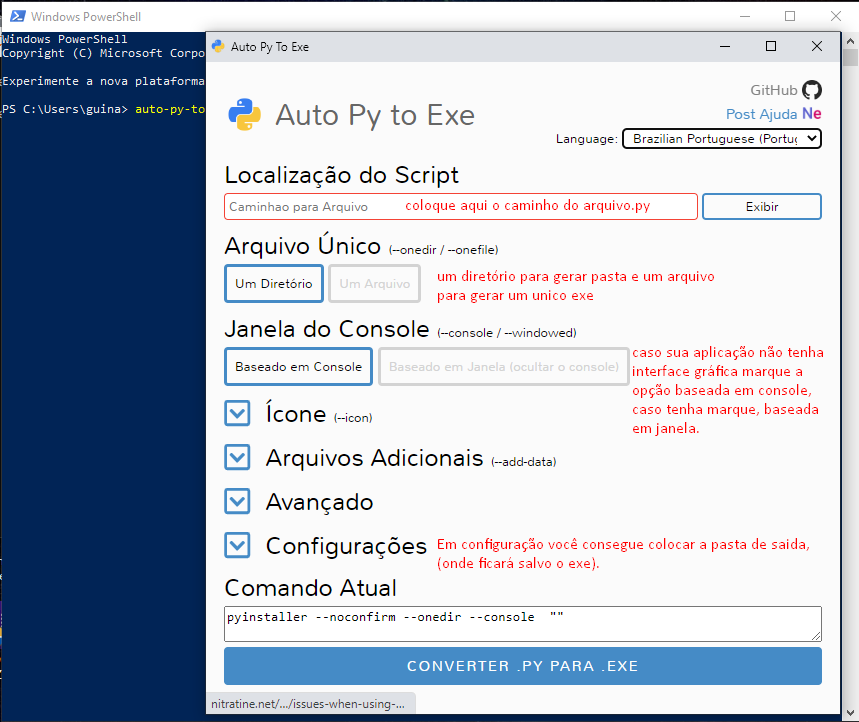 Windows PowerShell
Windows PowerShell
Copyright (C) Microsoft Corpo
Experimente a nova plataforma
PS C:\Users\guina> auto-py-to
Auto Py To Exe
GitHub
Auto Py to Exe
Post Ajuda Ne
Language: Brazilian Portuguese (Portug
Localização do Script
Caminhao para Arquivo coloque aqui o caminho do arquivo.py Exibir
Arquivo Único (--onedir / --onefile)
Um Diretório Um Arquivo um diretório para gerar pasta e um arquivo
para gerar um unico exe
Janela do Console (--console / --windowed)
Baseado em Console Baseado em Janela (ocultar o console)
caso sua aplicação não tenha
interface gráfica marque a
opção baseada em console,
caso tenha marque, baseada
em janela.
Ícone (--icon)
Arquivos Adicionais (--add-data)
Avançado
Configurações Em configuração você consegue colocar a pasta de saida,
(onde ficará salvo o exe).
Comando Atual
pyinstaller --noconfirm --onedir --console ""
CONVERTER .PY PARA .EXE
nitratine.net/.../issues-when-using-...